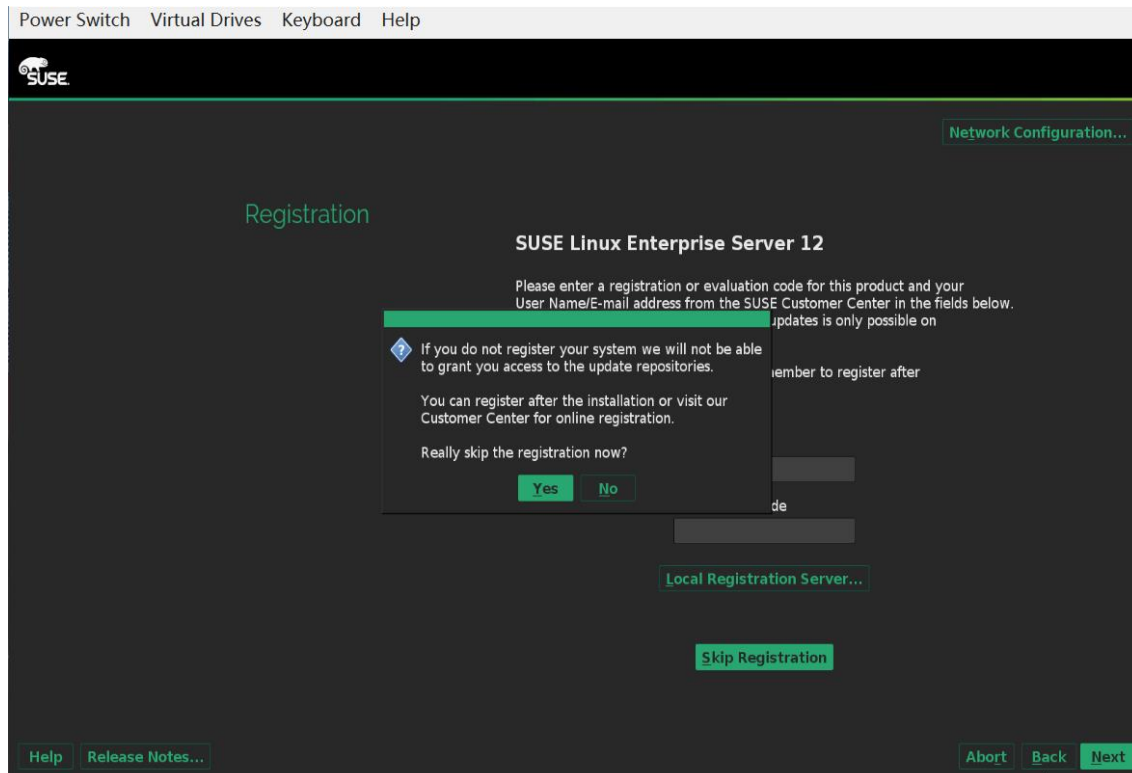 Power Switch Virtual Drives Keyboard Help
SUSE.
Network Configuration...
Registration
SUSE Linux Enterprise Server 12
Please enter a registration or evaluation code for this product and your
User Name/E-mail address from the SUSE Customer Center in the fields below.
updates is only possible on
If you do not register your system we will not be able
to grant you access to the update repositories.
ember to register after
You can register after the installation or visit our
Customer Center for online registration.
Really skip the registration now?
Yes No
de
Local Registration Server...
Skip Registration
Help Release Notes... Abort Back Next